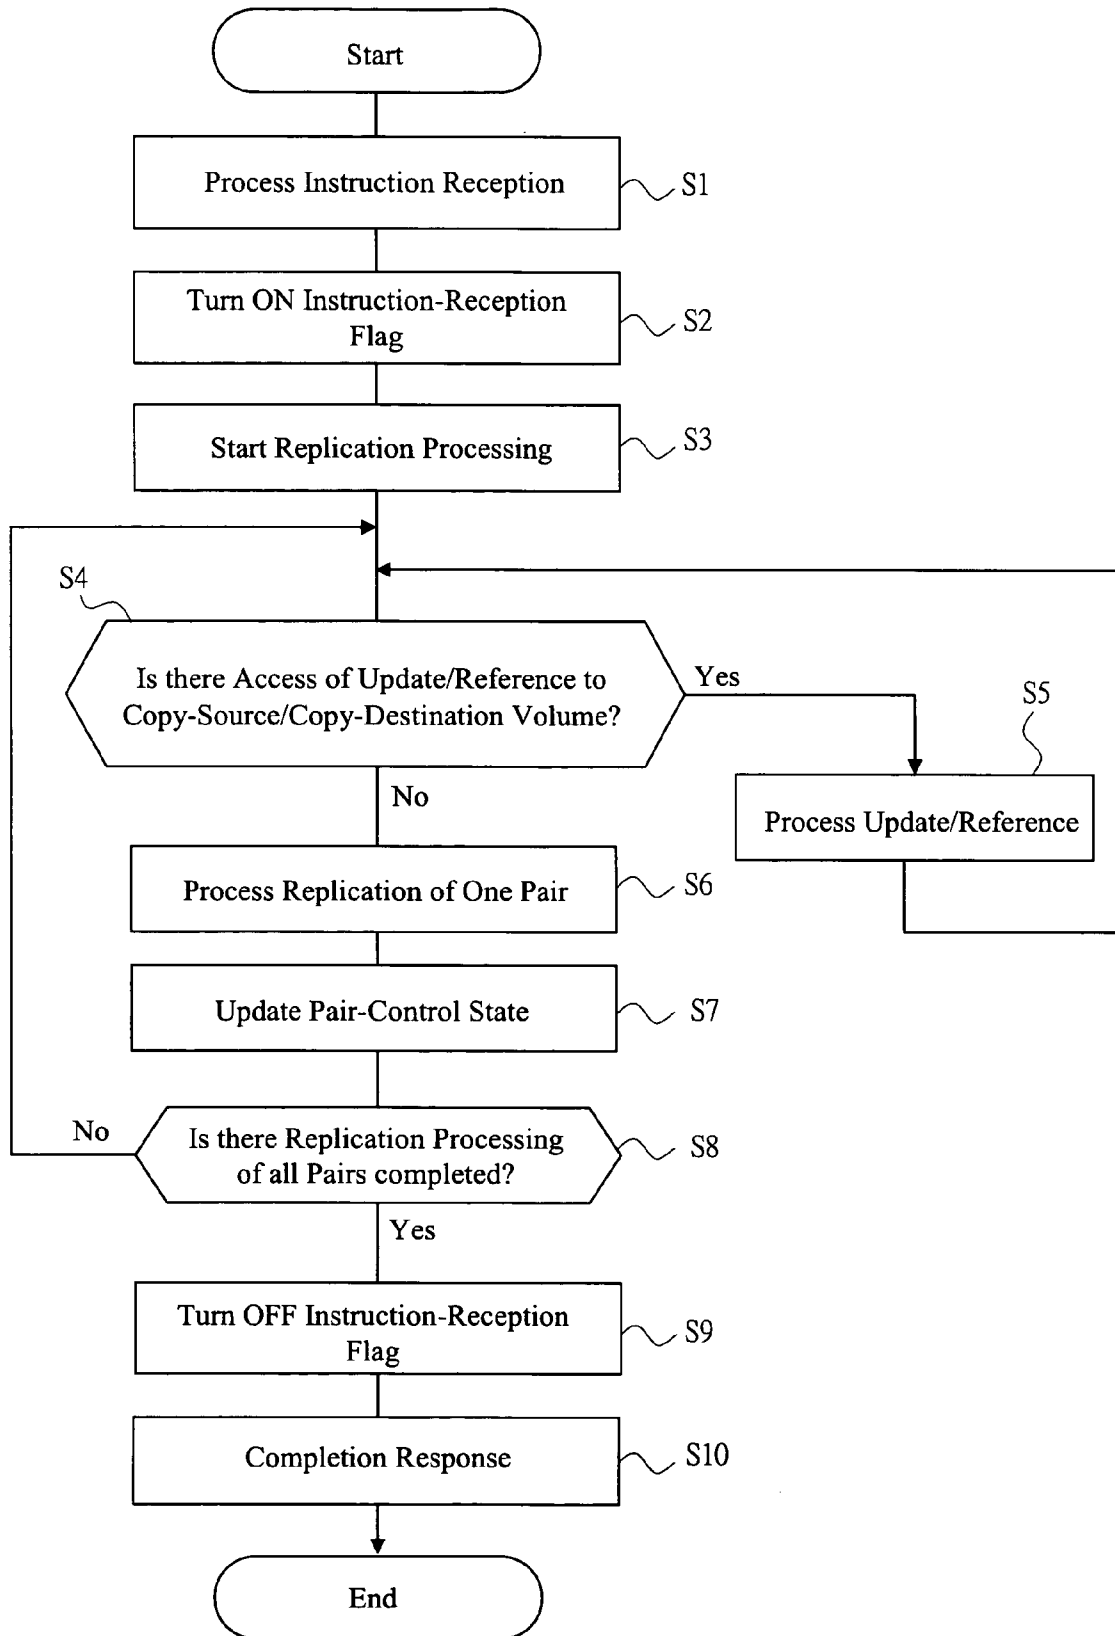 Start
Process Instruction Reception
S1
Turn ON Instruction-Reception
Flag
S2
Start Replication Processing
S3
S4
Is there Access of Update/Reference to
Copy-Source/Copy-Destination Volume?
Yes
S5
Process Update/Reference
No
Process Replication of One Pair
S6
Update Pair-Control State
S7
No
Is there Replication Processing
of all Pairs completed?
S8
Yes
Turn OFF Instruction-Reception
Flag
S9
Completion Response
S10
End